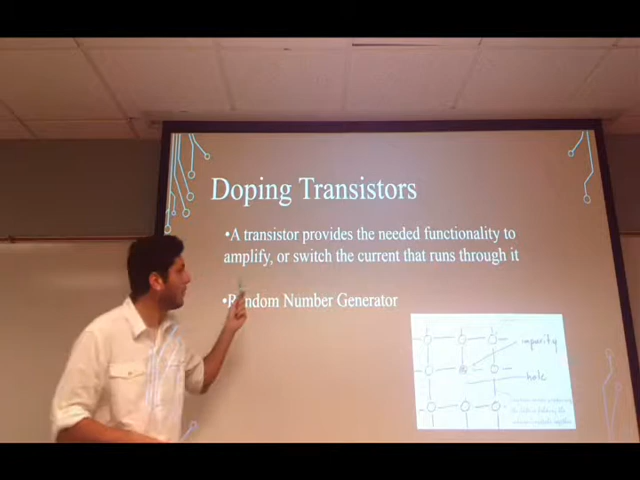 Doping Transistors
•A transistor provides the needed functionality to
amplify, or switch the current that runs through it
•Random Number Generator
impurity
hole